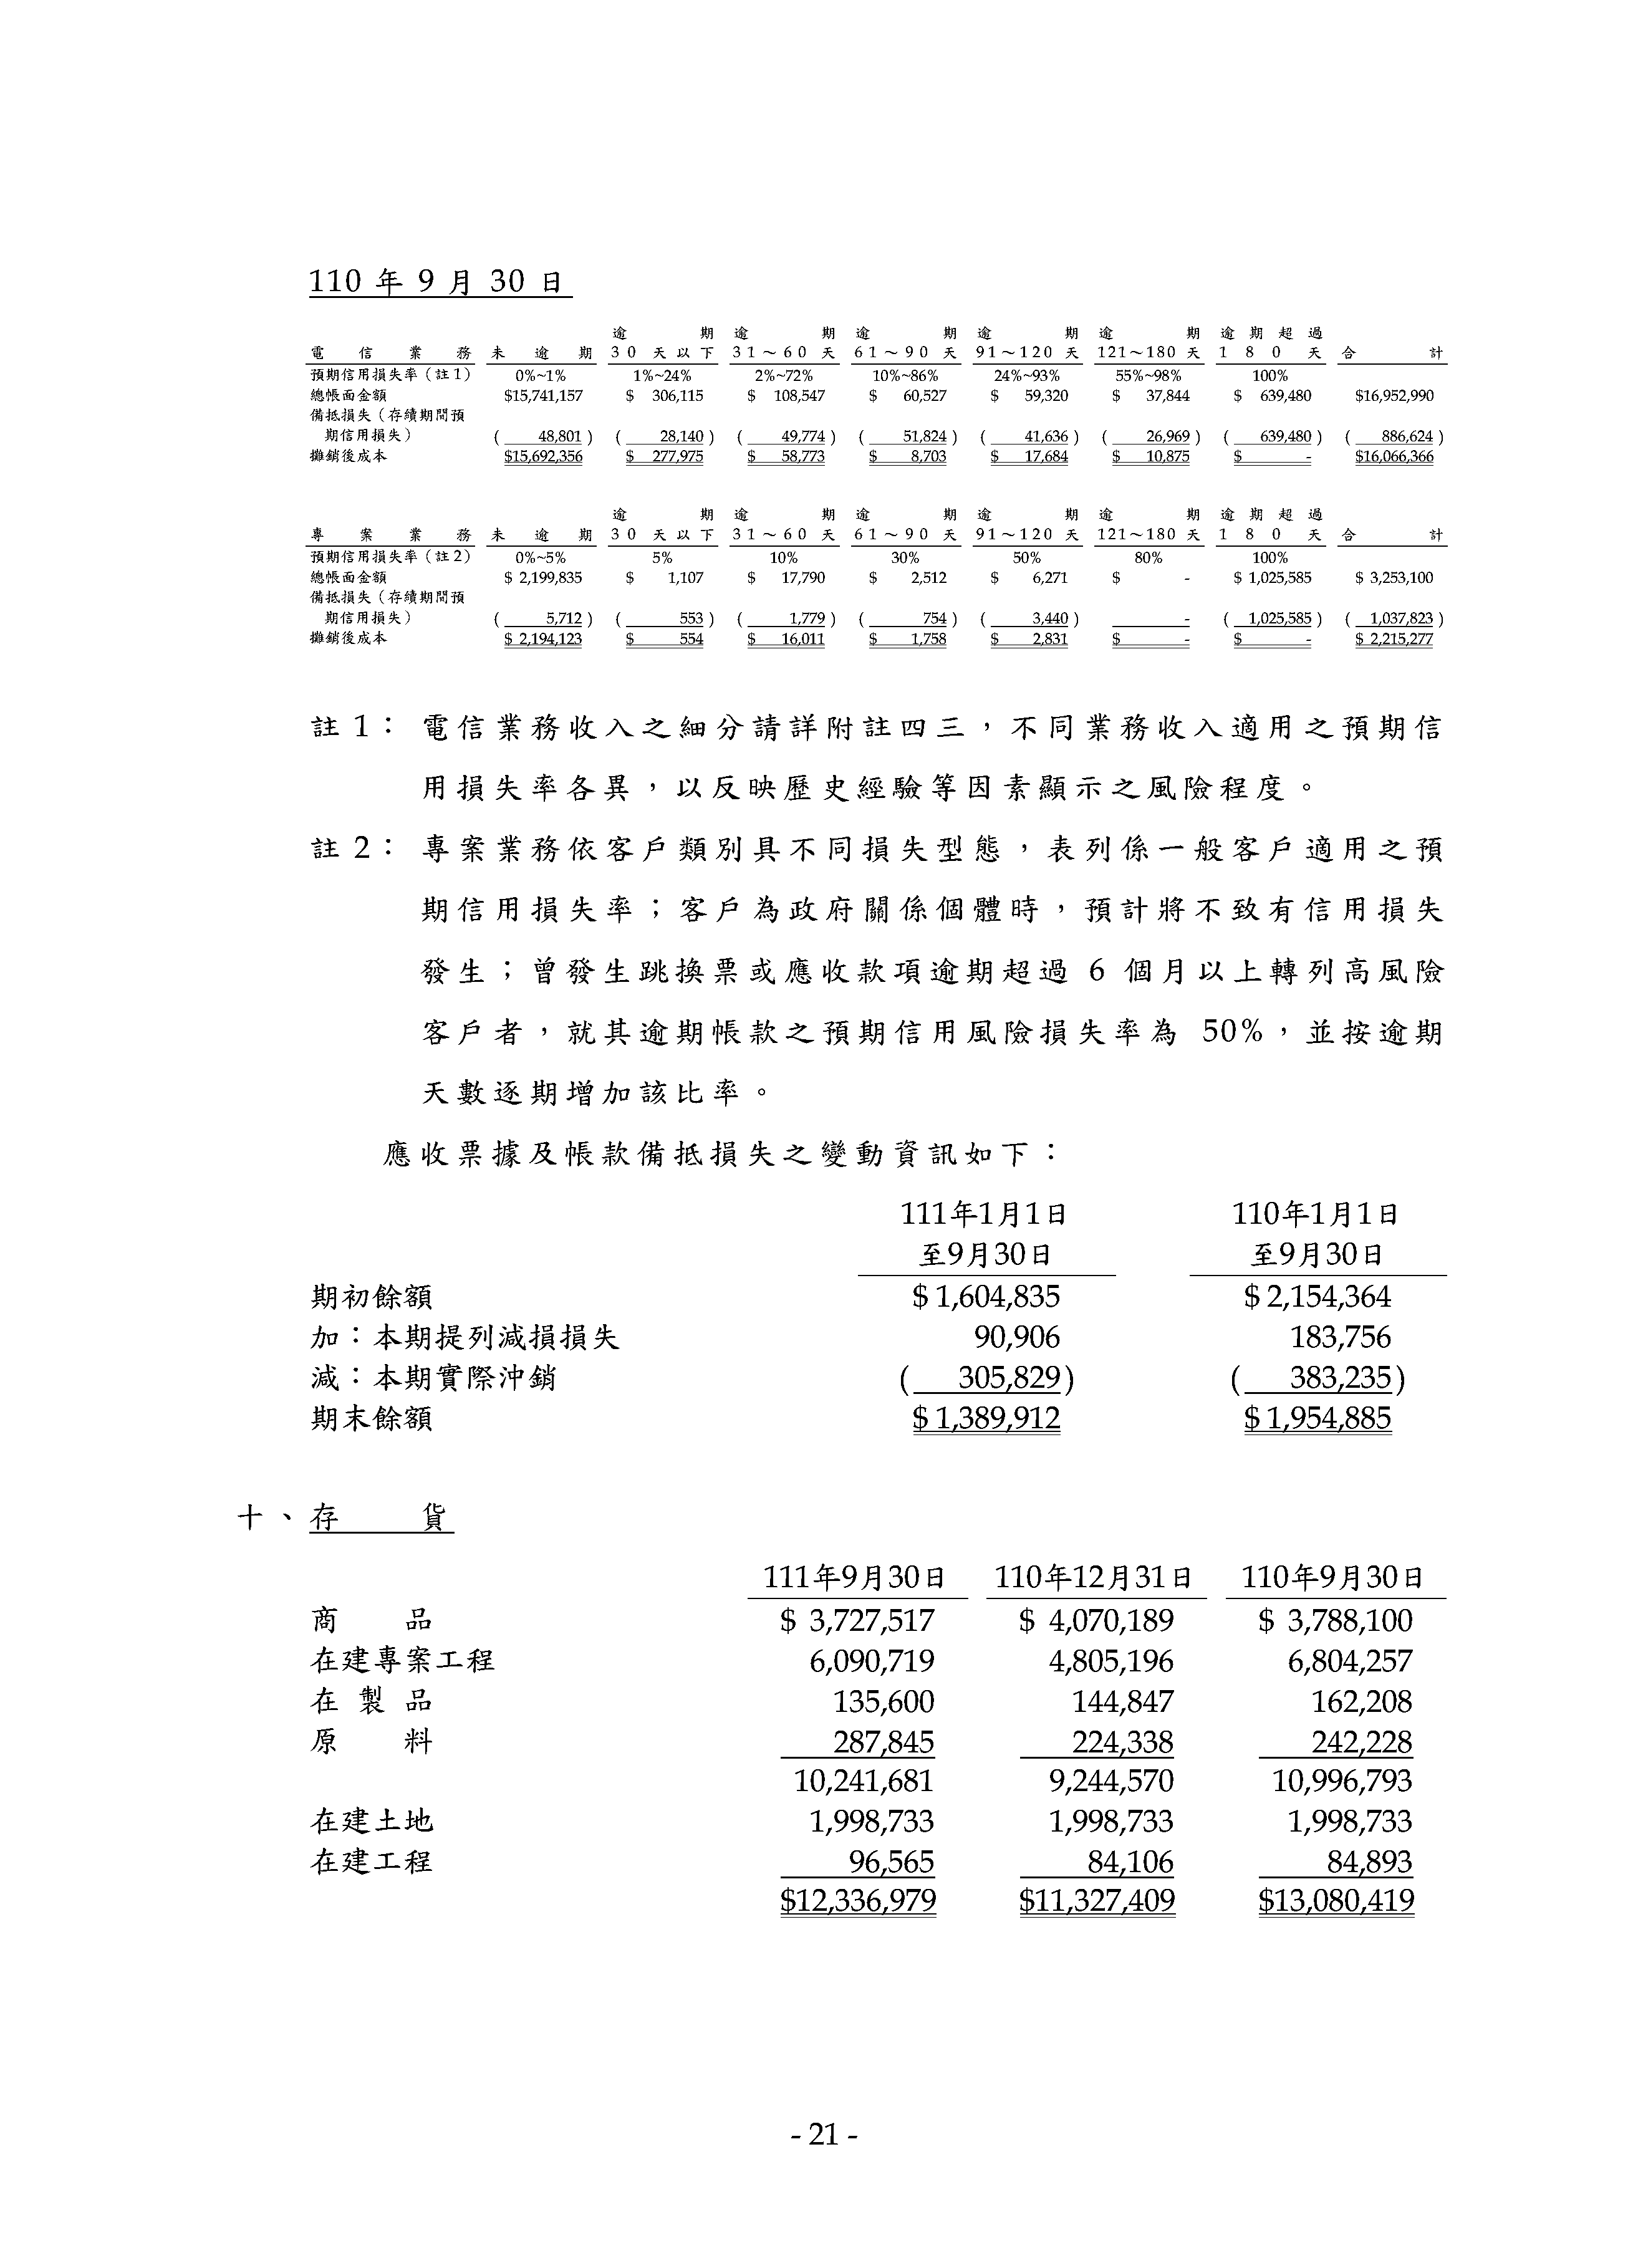 110 年 9 月 30 日
電信業務 未逾期 逾期30天以下 逾期31～60天 逾期61～90天 逾期91～120天 逾期121～180天 逾期超過180天 合計
預期信用損失率（註1） 0%~1% 1%~24% 2%~72% 10%~86% 24%~93% 55%~98% 100%
總帳面金額 $15,741,157 $ 306,115 $ 108,547 $ 60,527 $ 59,320 $ 37,844 $ 639,480 $16,952,990
備抵損失（存續期間預
期信用損失） ( 48,801 ) ( 28,140 ) ( 49,774 ) ( 51,824 ) ( 41,636 ) ( 26,969 ) ( 639,480 ) ( 886,624 )
攤銷後成本 $15,692,356 $ 277,975 $ 58,773 $ 8,703 $ 17,684 $ 10,875 $ - $16,066,366
專案業務 未逾期 逾期30天以下 逾期31～60天 逾期61～90天 逾期91～120天 逾期121～180天 逾期超過180天 合計
預期信用損失率（註2） 0%~5% 5% 10% 30% 50% 80% 100%
總帳面金額 $ 2,199,835 $ 1,107 $ 17,790 $ 2,512 $ 6,271 $ - $ 1,025,585 $ 3,253,100
備抵損失（存續期間預
期信用損失） ( 5,712 ) ( 553 ) ( 1,779 ) ( 754 ) ( 3,440 ) - ( 1,025,585 ) ( 1,037,823 )
攤銷後成本 $ 2,194,123 $ 554 $ 16,011 $ 1,758 $ 2,831 $ - $ - $ 2,215,277
註 1：電信業務收入之細分請詳附註四三，不同業務收入適用之預期信
用損失率各異，以反映歷史經驗等因素顯示之風險程度。
註 2：專案業務依客戶類別具不同損失型態，表列係一般客戶適用之預
期信用損失率；客戶為政府關係個體時，預計將不致有信用損失
發生；曾發生跳換票或應收款項逾期超過 6 個月以上轉列高風險
客戶者，就其逾期帳款之預期信用風險損失率為 50%，並按逾期
天數逐期增加該比率。
應收票據及帳款備抵損失之變動資訊如下：
111年1月1日 110年1月1日
至9月30日 至9月30日
期初餘額 $ 1,604,835 $ 2,154,364
加：本期提列減損損失 90,906 183,756
減：本期實際沖銷 ( 305,829) ( 383,235)
期末餘額 $ 1,389,912 $ 1,954,885
十、存　　貨
111年9月30日 110年12月31日 110年9月30日
商　　品 $ 3,727,517 $ 4,070,189 $ 3,788,100
在建專案工程 6,090,719 4,805,196 6,804,257
在 製 品 135,600 144,847 162,208
原　　料 287,845 224,338 242,228
10,241,681 9,244,570 10,996,793
在建土地 1,998,733 1,998,733 1,998,733
在建工程 96,565 84,106 84,893
$12,336,979 $11,327,409 $13,080,419
- 21 -